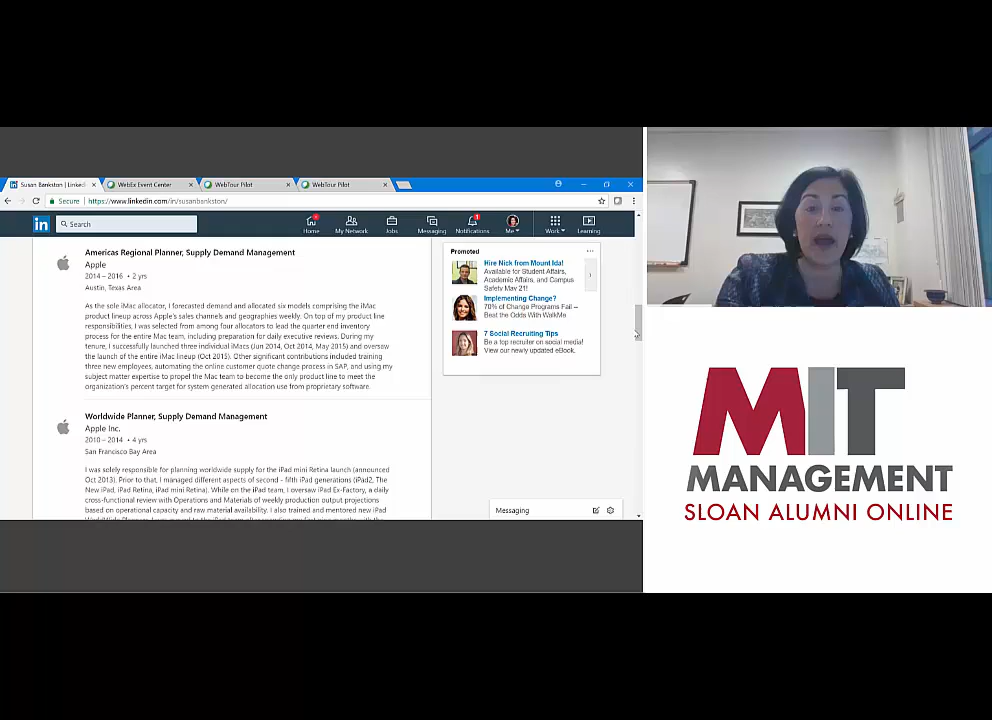 Susan Bankston | Linked
WebEx Event Center
WebTour Pilot
WebTour Pilot
Secure
https://www.linkedin.com/in/susanbankston/
in
Search
Home
My Network
Jobs
Messaging
Notifications
Me
Work
Learning
Americas Regional Planner, Supply Demand Management
Apple
2014 – 2016 • 2 yrs
Austin, Texas Area
As the sole iMac allocator, I forecasted demand and allocated six models comprising the iMac
product lineup across Apple's sales channels and geographies weekly. On top of my product line
responsibilities, I was selected from among four allocators to lead the quarter end inventory
process for the entire Mac team, including preparation for daily executive reviews. During my
tenure, I successfully launched three individual iMacs (Jun 2014, Oct 2014, May 2015) and oversaw
the launch of the entire iMac lineup (Oct 2015). Other significant contributions included training
three new employees, automating the online customer quote change process in SAP, and using my
subject matter expertise to propel the Mac team to become the only product line to meet the
organization's percent target for system generated allocation use from proprietary software.
Worldwide Planner, Supply Demand Management
Apple Inc.
2010 – 2014 • 4 yrs
San Francisco Bay Area
I was solely responsible for planning worldwide supply for the iPad mini Retina launch (announced
Oct 2013). Prior to that, I managed different aspects of second - fifth iPad generations (iPad2, The
New iPad, iPad Retina, iPad mini Retina). While on the iPad team, I oversaw iPad Ex-Factory, a daily
cross-functional review with Operations and Materials of weekly production output projections
based on operational capacity and raw material availability. I also trained and mentored new iPad
Promoted
Hire Nick from Mount Ida!
Available for Student Affairs,
Academic Affairs, and Campus
Safety May 21!
Implementing Change?
70% of Change Programs Fail –
Beat the Odds With WalkMe
7 Social Recruiting Tips
Be a top recruiter on social media!
View our newly updated eBook.
Messaging
MIT
MANAGEMENT
SLOAN ALUMNI ONLINE